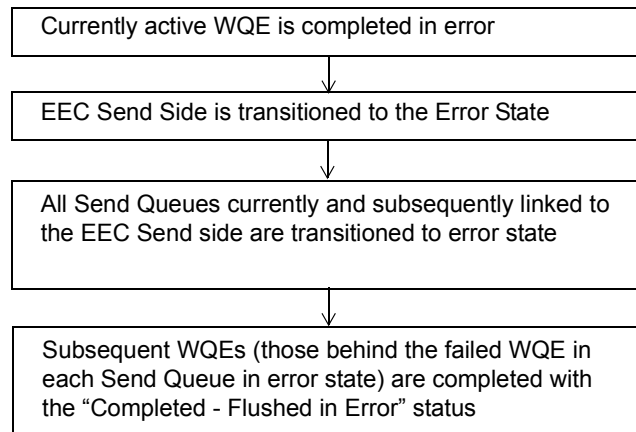 Currently active WQE is completed in error
EEC Send Side is transitioned to the Error State
All Send Queues currently and subsequently linked to
the EEC Send side are transitioned to error state
Subsequent WQEs (those behind the failed WQE in
each Send Queue in error state) are completed with
the “Completed - Flushed in Error” status